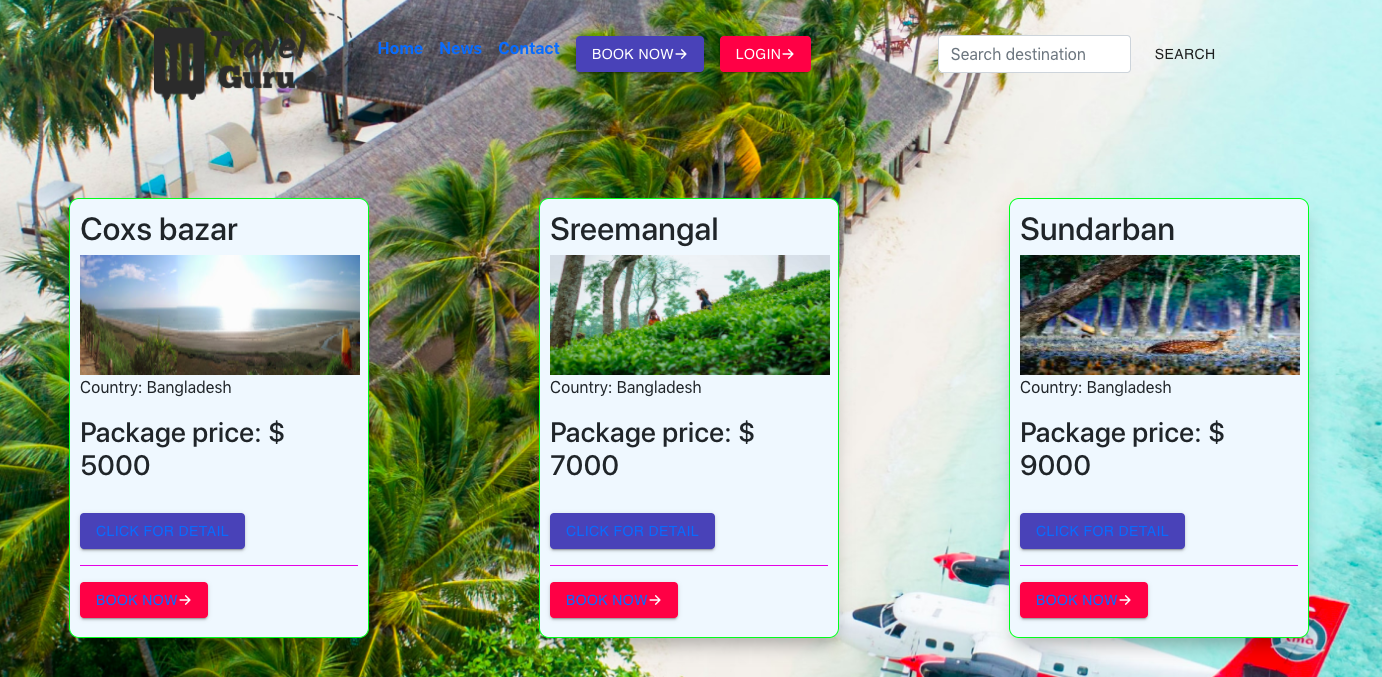 Travel
Guru
Home News Contact BOOK NOW→ LOGIN→ Search destination SEARCH
Coxs bazar
Country: Bangladesh
Package price: $
5000
CLICK FOR DETAIL
BOOK NOW→
Sreemangal
Country: Bangladesh
Package price: $
7000
CLICK FOR DETAIL
BOOK NOW→
Sundarban
Country: Bangladesh
Package price: $
9000
CLICK FOR DETAIL
BOOK NOW→
tma